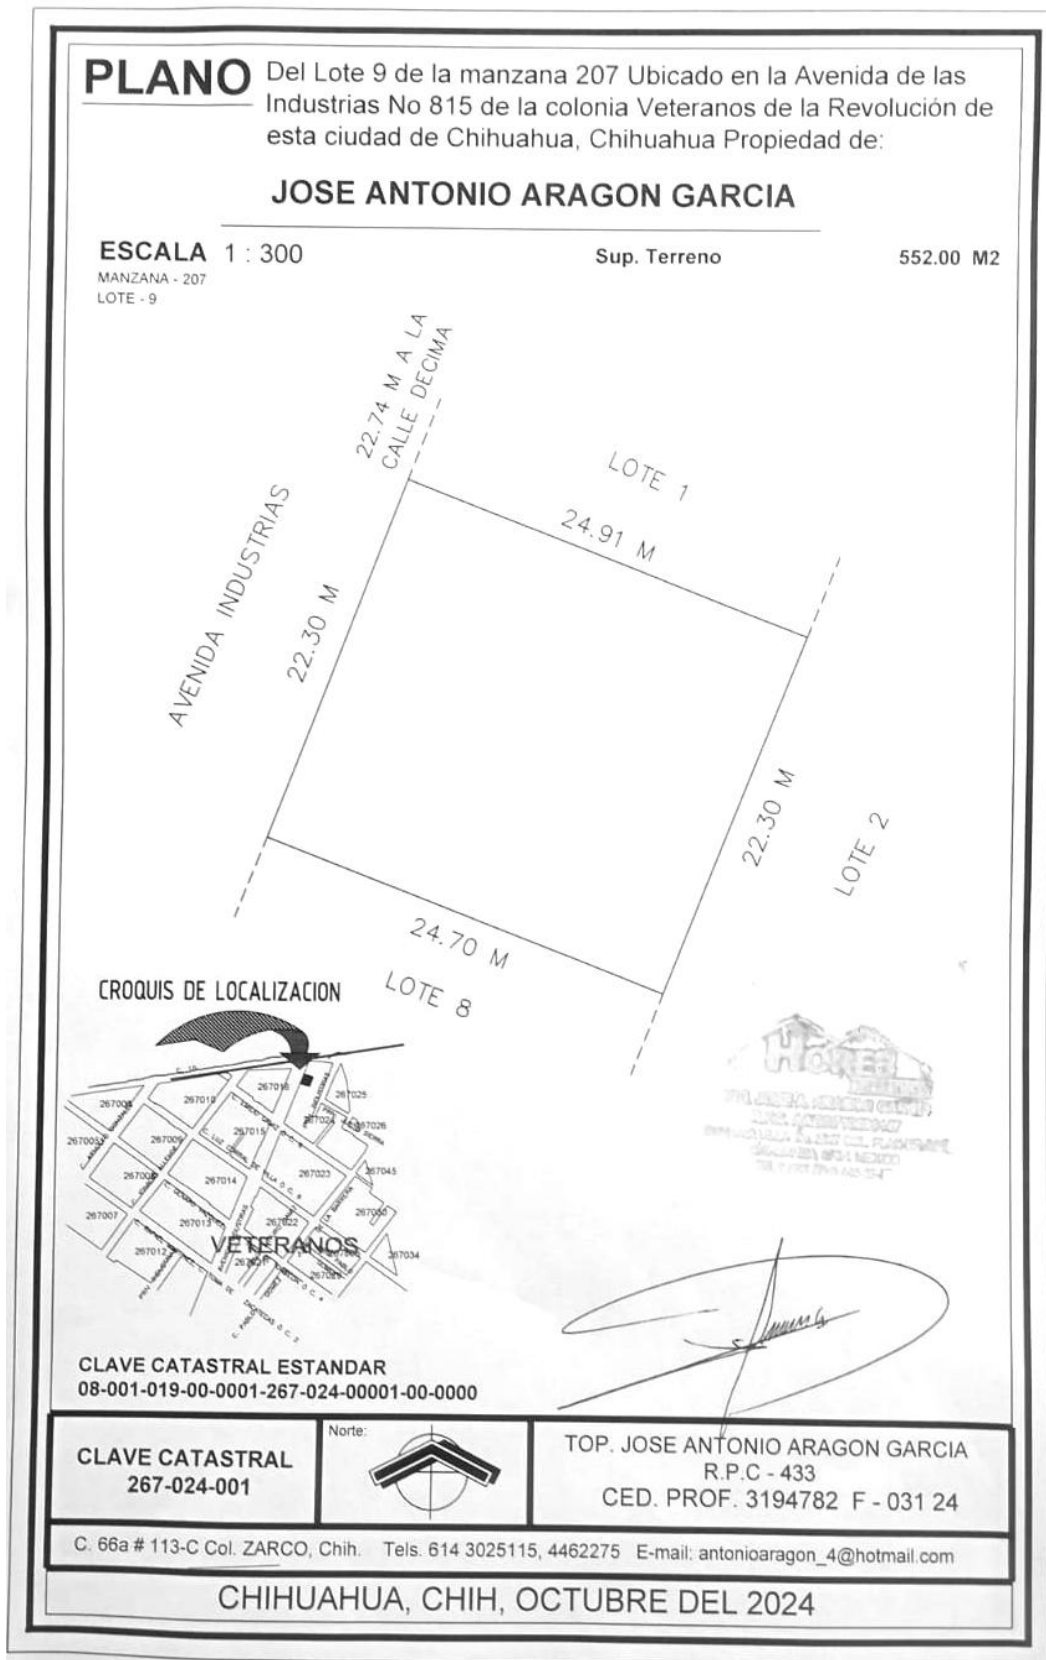 PLANO
Del Lote 9 de la manzana 207 Ubicado en la Avenida de las
Industrias No 815 de la colonia Veteranos de la Revolución de
esta ciudad de Chihuahua, Chihuahua Propiedad de:
JOSE ANTONIO ARAGON GARCIA
ESCALA 1 : 300
Sup. Terreno 552.00 M2
MANZANA - 207
LOTE - 9
22.74 M A LA
CALLE DECIMA
LOTE 1
24.91 M
AVENIDA INDUSTRIAS
22.30 M
22.30 M
LOTE 2
24.70 M
LOTE 8
CROQUIS DE LOCALIZACION
267018
267025
267010
267024
267026
267015
267009
267023
267045
267014
267007
267013
267022
267012
267034
VETERANOS
HOREB
CLAVE CATASTRAL ESTANDAR
08-001-019-00-0001-267-024-00001-00-0000
CLAVE CATASTRAL
267-024-001
Norte:
TOP. JOSE ANTONIO ARAGON GARCIA
R.P.C - 433
CED. PROF. 3194782 F - 031 24
C. 66a # 113-C Col. ZARCO, Chih. Tels. 614 3025115, 4462275 E-mail: antonioaragon_4@hotmail.com
CHIHUAHUA, CHIH, OCTUBRE DEL 2024